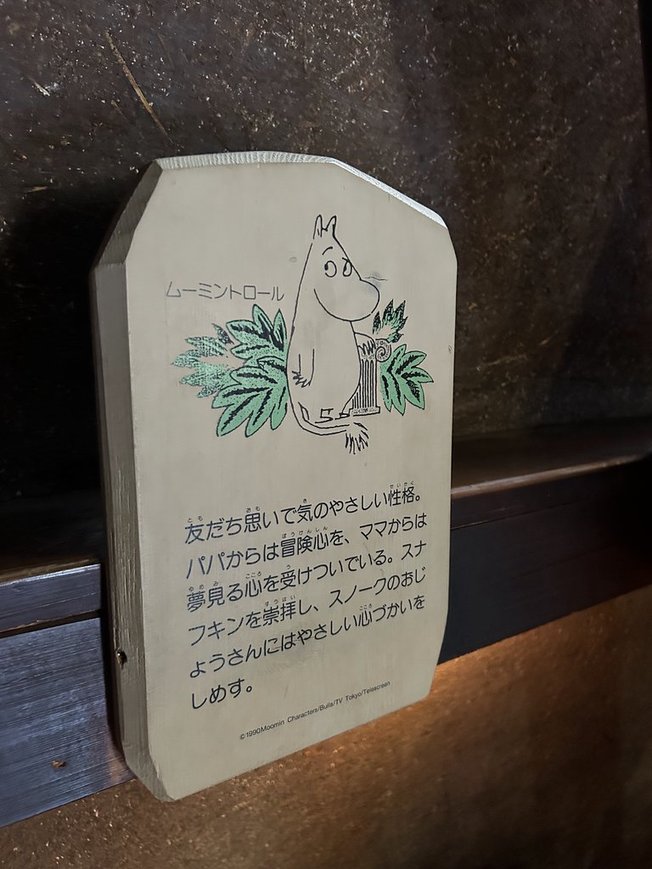 ムーミントロール
友だち思いで気のやさしい性格。
パパからは冒険心を、ママからは
夢見る心を受けついでいる。スナ
フキンを崇拝し、スノークのおじ
ょうさんにはやさしい心づかいを
しめす。
©1990Moomin Characters/Bulls/TV Tokyo/Telescreen